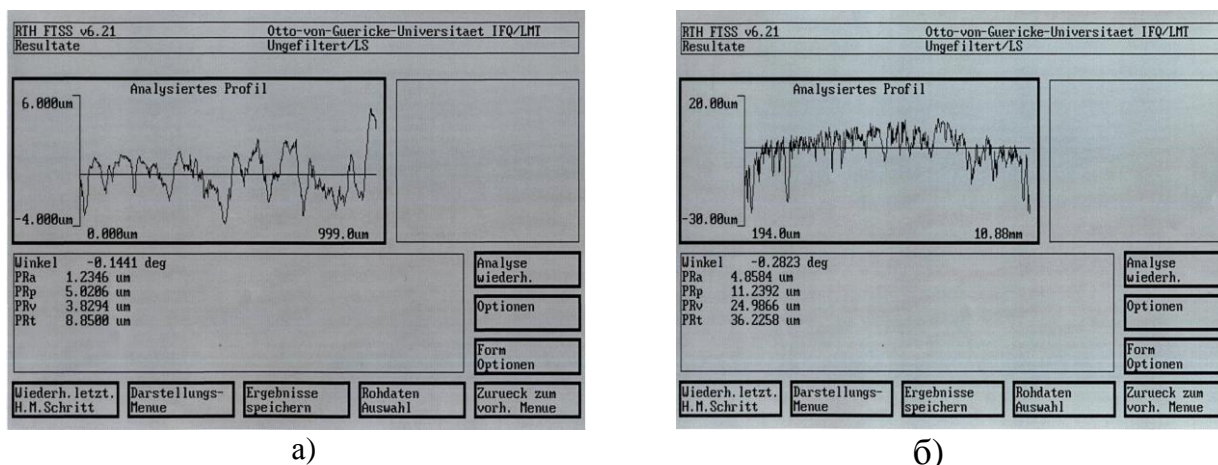 RTH FTSS v6.21 Otto-von-Guericke-Universitaet IFQ/LMT
Resultate Ungefiltert/LS
Analysiertes Profil
6.000um
-4.000um
0.000um 999.0um
Winkel -0.1441 deg
PRa 1.2346 um
PRp 5.0206 um
PRv 3.8294 um
PRt 8.8500 um
Analyse
wiederh.
Optionen
Form
Optionen
Wiederh.letzt.
H.M.Schritt
Darstellungs-
Menue
Ergebnisse
speichern
Rohdaten
Auswahl
Zurueck zum
vorh. Menue
а)
RTH FTSS v6.21 Otto-von-Guericke-Universitaet IFQ/LMT
Resultate Ungefiltert/LS
Analysiertes Profil
20.00um
-30.00um
194.0um 10.88mm
Winkel -0.2823 deg
PRa 4.8584 um
PRp 11.2392 um
PRv 24.9866 um
PRt 36.2258 um
Analyse
wiederh.
Optionen
Form
Optionen
Wiederh.letzt.
H.M.Schritt
Darstellungs-
Menue
Ergebnisse
speichern
Rohdaten
Auswahl
Zurueck zum
vorh. Menue
б)